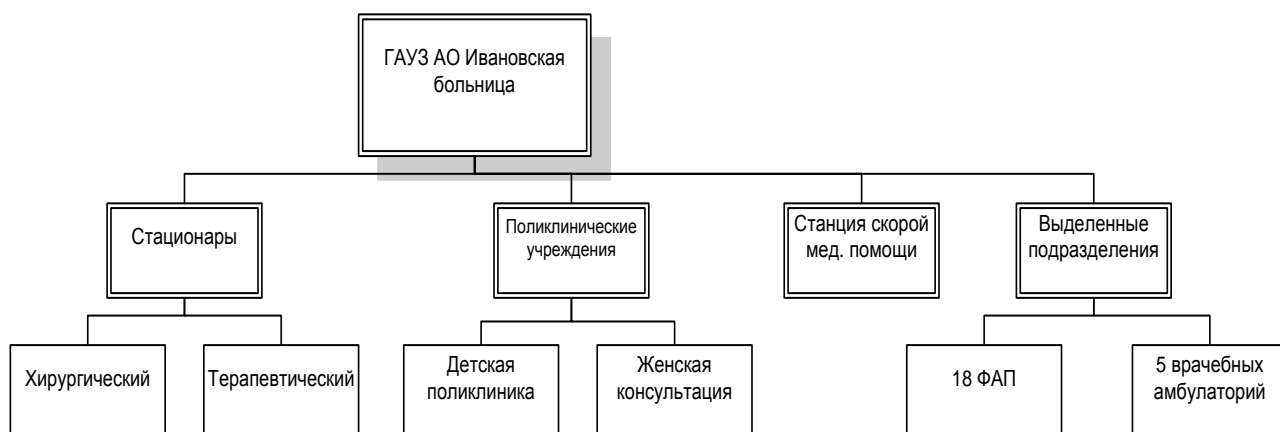 ГАУЗ АО Ивановская
больница
Стационары
Поликлинические
учреждения
Станция скорой
мед. помощи
Выделенные
подразделения
Хирургический
Терапевтический
Детская
поликлиника
Женская
консультация
18 ФАП
5 врачебных
амбулаторий